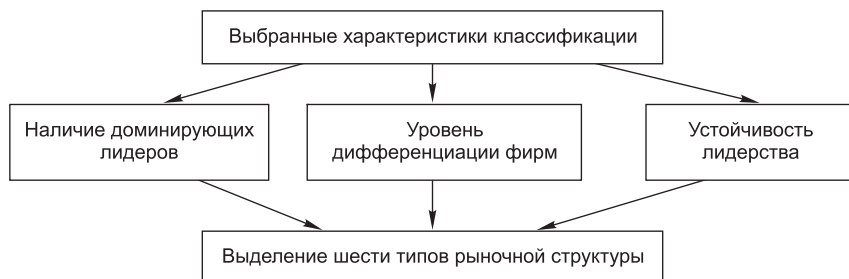 Выбранные характеристики классификации
Наличие доминирующих
лидеров
Уровень
дифференциации фирм
Устойчивость
лидерства
Выделение шести типов рыночной структуры